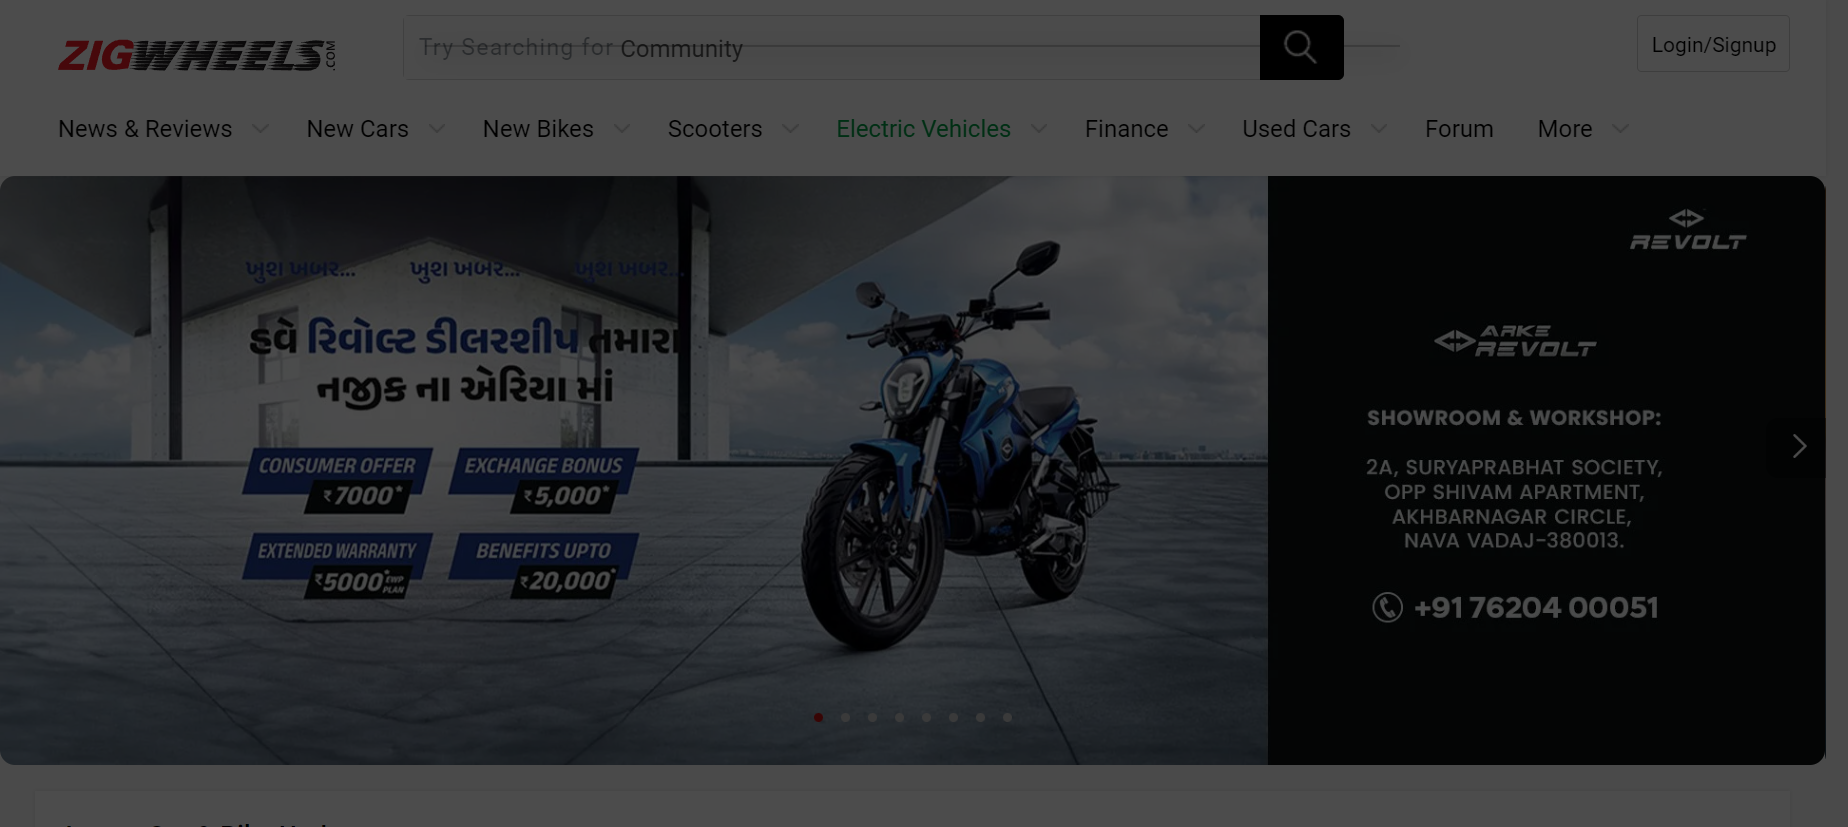 ZIGWHEELS.COM
Try Searching for Community
Login/Signup
News & Reviews
New Cars
New Bikes
Scooters
Electric Vehicles
Finance
Used Cars
Forum
More
ખુશ ખબર... ખુશ ખબર... ખુશ ખબર...
હવે રિવોલ્ટ ડીલરશીપ તમારા
નજીક ના એરિયા માં
CONSUMER OFFER
₹7000*
EXCHANGE BONUS
₹5,000*
EXTENDED WARRANTY
₹5000* EWP PLAN
BENEFITS UPTO
₹20,000*
REVOLT
ARKE
REVOLT
SHOWROOM & WORKSHOP:
2A, SURYAPRABHAT SOCIETY,
OPP SHIVAM APARTMENT,
AKHBARNAGAR CIRCLE,
NAVA VADAJ-380013.
+91 76204 00051